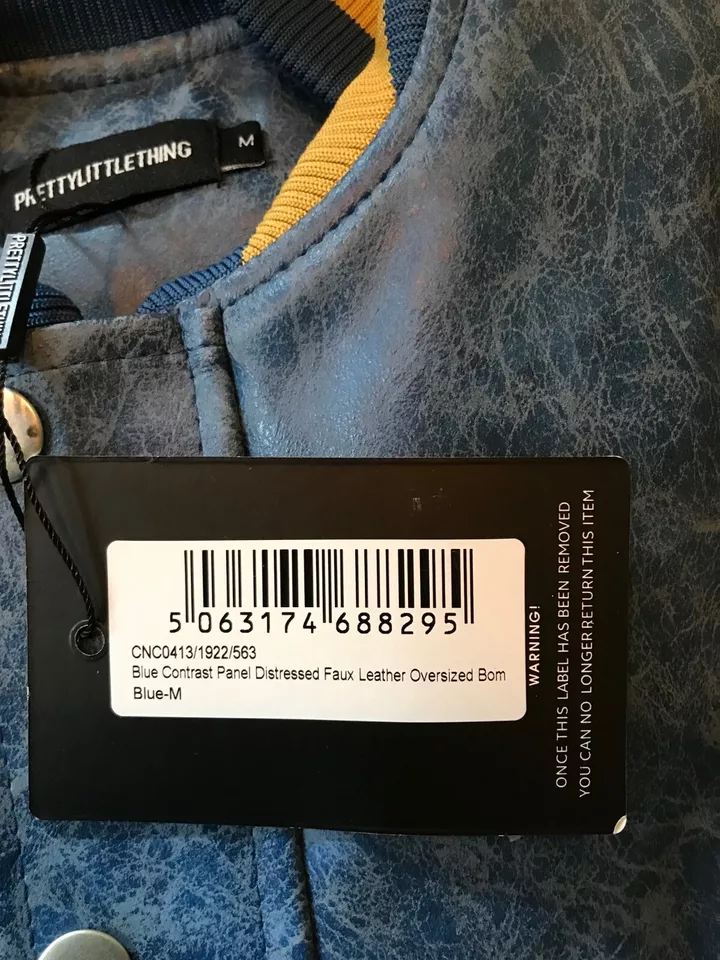 PRETTYLITTLETHING
M
PRETTYLITTLETHING
5 063174 688295
CNC0413/1922/563
Blue Contrast Panel Distressed Faux Leather Oversized Bom
Blue-M
WARNING!
ONCE THIS LABEL HAS BEEN REMOVED
YOU CAN NO LONGER RETURN THIS ITEM